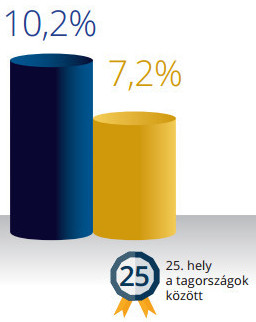 10,2%
7,2%
25
25. hely
a tagországok
között